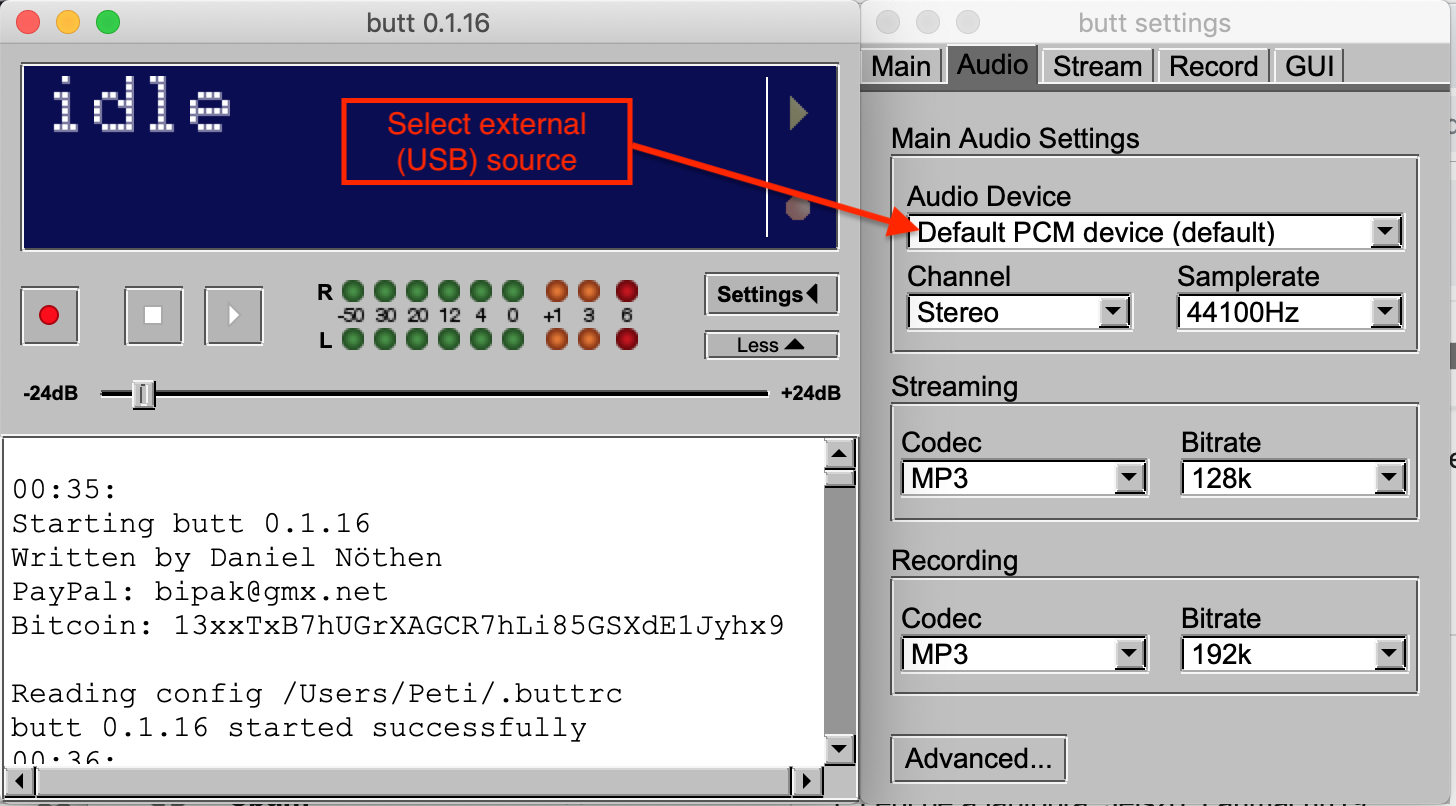 butt 0.1.16
idle
Select external
(USB) source
R
-50 30 20 12 4 0 +1 3 6
L
Settings
Less
-24dB
+24dB
00:35:
Starting butt 0.1.16
Written by Daniel Nöthen
PayPal: bipak@gmx.net
Bitcoin: 13xxTxB7hUGrXAGCR7hLi85GSXdE1Jyhx9
Reading config /Users/Peti/.buttrc
butt 0.1.16 started successfully
00:36:
butt settings
Main Audio Stream Record GUI
Main Audio Settings
Audio Device
Default PCM device (default)
Channel Samplerate
Stereo 44100Hz
Streaming
Codec Bitrate
MP3 128k
Recording
Codec Bitrate
MP3 192k
Advanced...